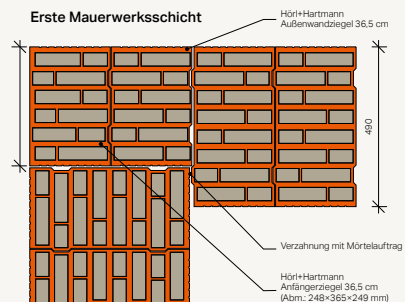 Erste Mauerwerksschicht
Hörl+Hartmann
Außenwandziegel 36,5 cm
490
Verzahnung mit Mörtelauftrag
Hörl+Hartmann
Anfängerziegel 36,5 cm
(Abm.: 248×365×249 mm)